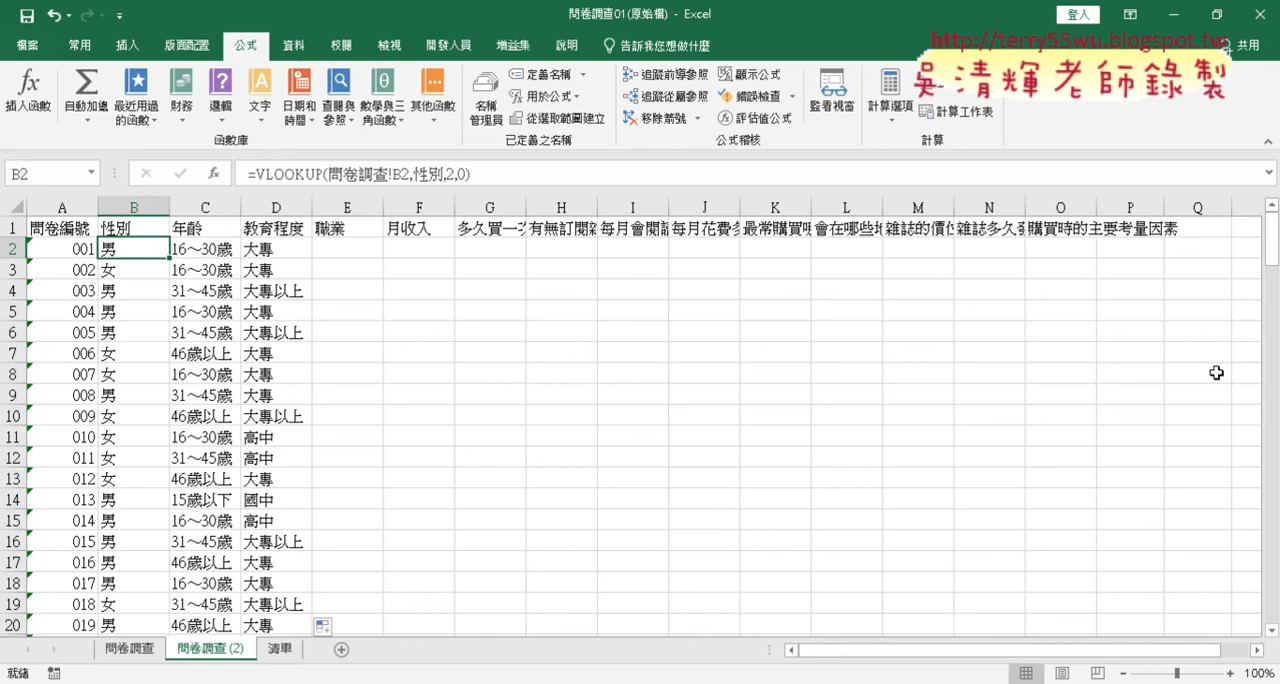 問卷調查01(原始檔) - Excel
登入
檔案 常用 插入 版面配置 公式 資料 校閱 檢視 開發人員 增益集 說明 告訴我您想做什麼 共用
http://terry55wu.blogspot.tw
吳清輝老師錄製
插入函數 自動加總 最近用過的函數 財務 邏輯 文字 日期和時間 查閱與參照 數學與三角函數 其他函數
函數庫
名稱管理員 定義名稱 用於公式 從選取範圍建立
已定義之名稱
追蹤前導參照 追蹤從屬參照 移除箭號 顯示公式 錯誤檢查 評估值公式
公式稽核
監看視窗
計算選項 計算工作表
計算
B2 fx =VLOOKUP(問卷調查!B2,性別,2,0)
A B C D E F G H I J K L M N O P Q
1 問卷編號 性別 年齡 教育程度 職業 月收入 多久買一次 有無訂閱雜 每月會閱讀 每月花費多 最常購買哪 會在哪些地 雜誌的價位 雜誌多久發 購買時的主要考量因素
2 001 男 16～30歲 大專
3 002 女 16～30歲 大專
4 003 男 31～45歲 大專以上
5 004 男 16～30歲 大專
6 005 男 31～45歲 大專以上
7 006 女 46歲以上 大專
8 007 女 16～30歲 大專
9 008 男 31～45歲 大專
10 009 女 46歲以上 大專以上
11 010 女 16～30歲 高中
12 011 女 31～45歲 高中
13 012 女 46歲以上 大專
14 013 男 15歲以下 國中
15 014 男 16～30歲 高中
16 015 男 31～45歲 大專以上
17 016 男 46歲以上 大專
18 017 男 16～30歲 大專
19 018 女 31～45歲 大專以上
20 019 男 46歲以上 大專
問卷調查 問卷調查 (2) 清單
就緒 100%